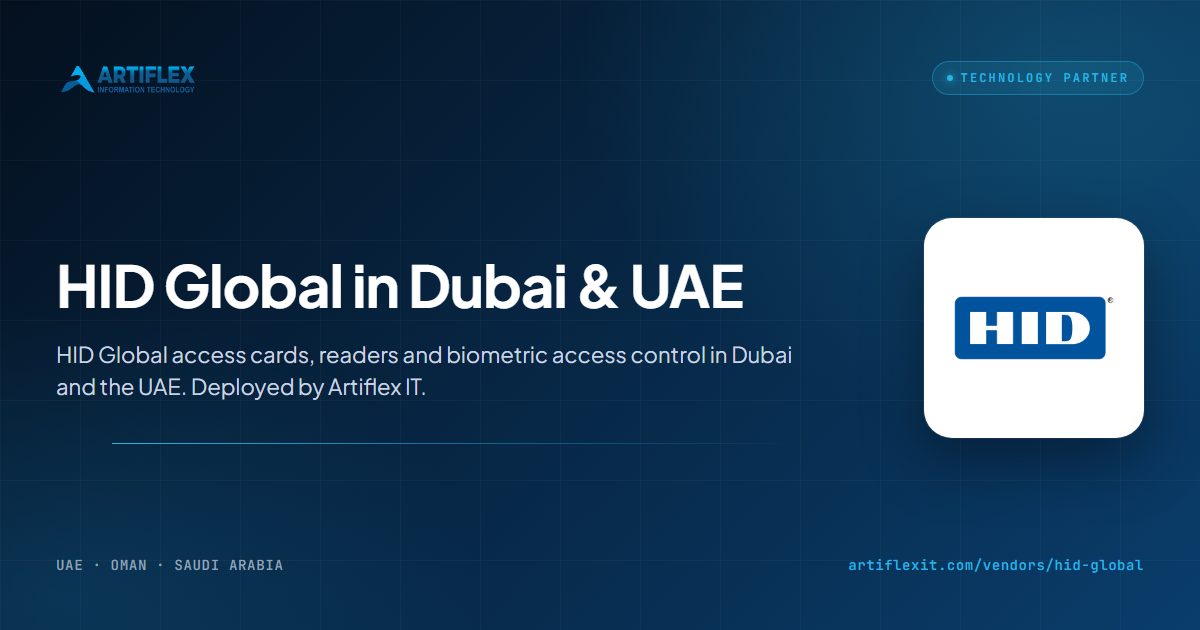 ARTIFLEX
INFORMATION TECHNOLOGY
TECHNOLOGY PARTNER
HID Global in Dubai & UAE
HID Global access cards, readers and biometric access control in Dubai
and the UAE. Deployed by Artiflex IT.
HID®
UAE · OMAN · SAUDI ARABIA
artiflexit.com/vendors/hid-global